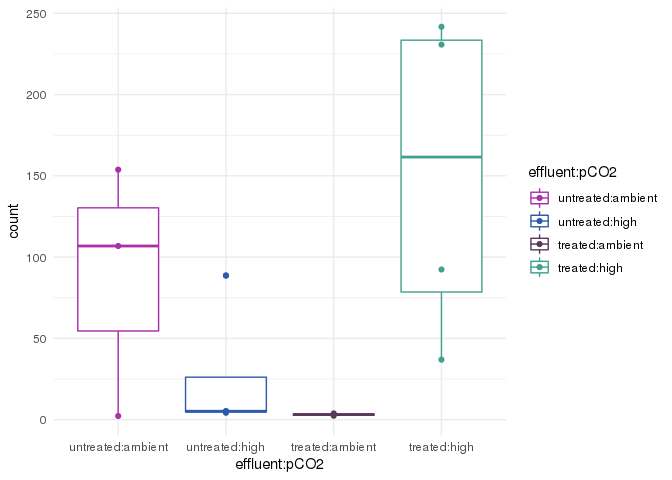 250
200
150
100
50
0
count
untreated:ambient
untreated:high
treated:ambient
treated:high
effluent:pCO2
effluent:pCO2
untreated:ambient
untreated:high
treated:ambient
treated:high